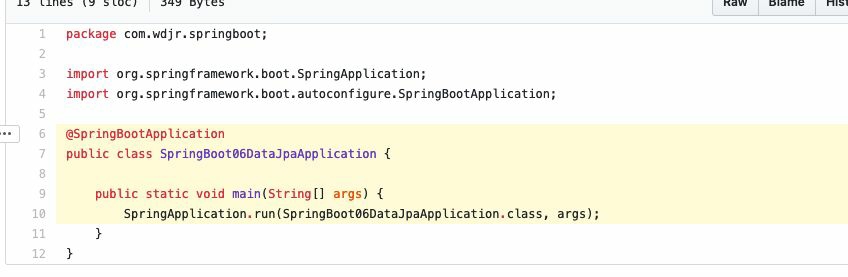 13 lines (9 sloc) 349 Bytes Raw Blame Hist
1 package com.wdjr.springboot;
2
3 import org.springframework.boot.SpringApplication;
4 import org.springframework.boot.autoconfigure.SpringBootApplication;
5
6 @SpringBootApplication
7 public class SpringBoot06DataJpaApplication {
8
9 public static void main(String[] args) {
10 SpringApplication.run(SpringBoot06DataJpaApplication.class, args);
11 }
12 }